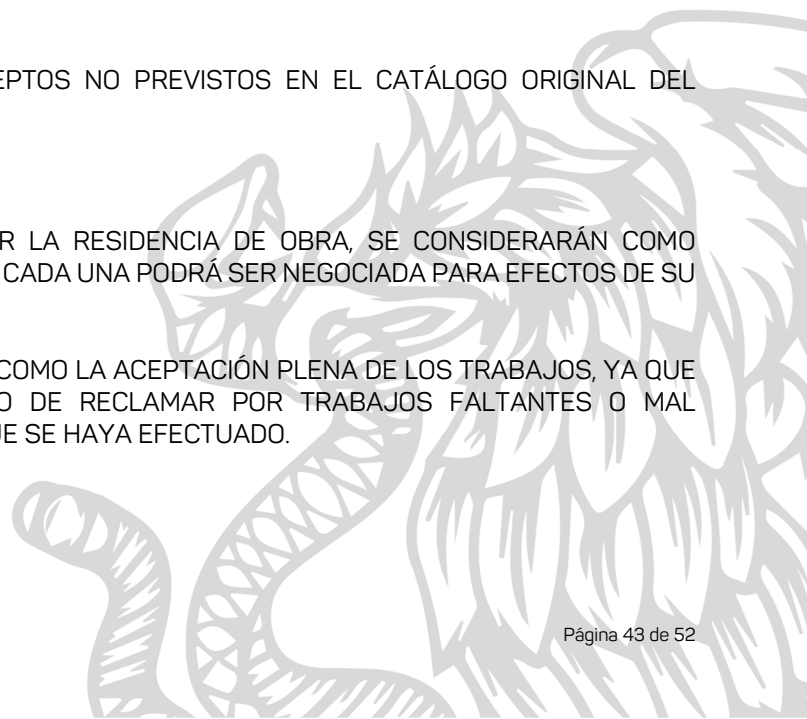 EPTOS NO PREVISTOS EN EL CATÁLOGO ORIGINAL DEL
R LA RESIDENCIA DE OBRA, SE CONSIDERARÁN COMO
CADA UNA PODRÁ SER NEGOCIADA PARA EFECTOS DE SU
COMO LA ACEPTACIÓN PLENA DE LOS TRABAJOS, YA QUE
O DE RECLAMAR POR TRABAJOS FALTANTES O MAL
UE SE HAYA EFECTUADO.
Página 43 de 52